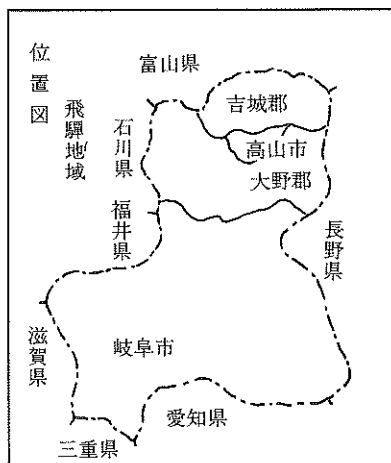 位置図
飛騨地域
富山県
石川県
吉城郡
高山市
大野郡
福井県
長野県
滋賀県
岐阜市
愛知県
三重県